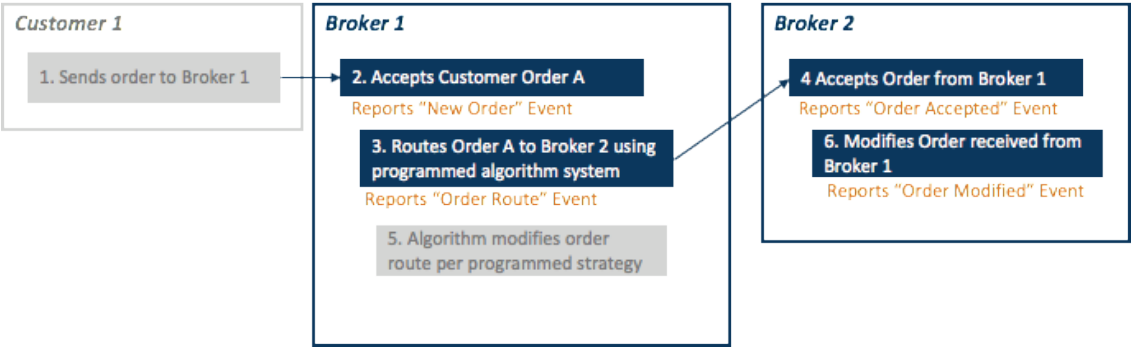 Customer 1
1. Sends order to Broker 1
Broker 1
2. Accepts Customer Order A
Reports "New Order" Event
3. Routes Order A to Broker 2 using
programmed algorithm system
Reports "Order Route" Event
5. Algorithm modifies order
route per programmed strategy
Broker 2
4 Accepts Order from Broker 1
Reports "Order Accepted" Event
6. Modifies Order received from
Broker 1
Reports "Order Modified" Event